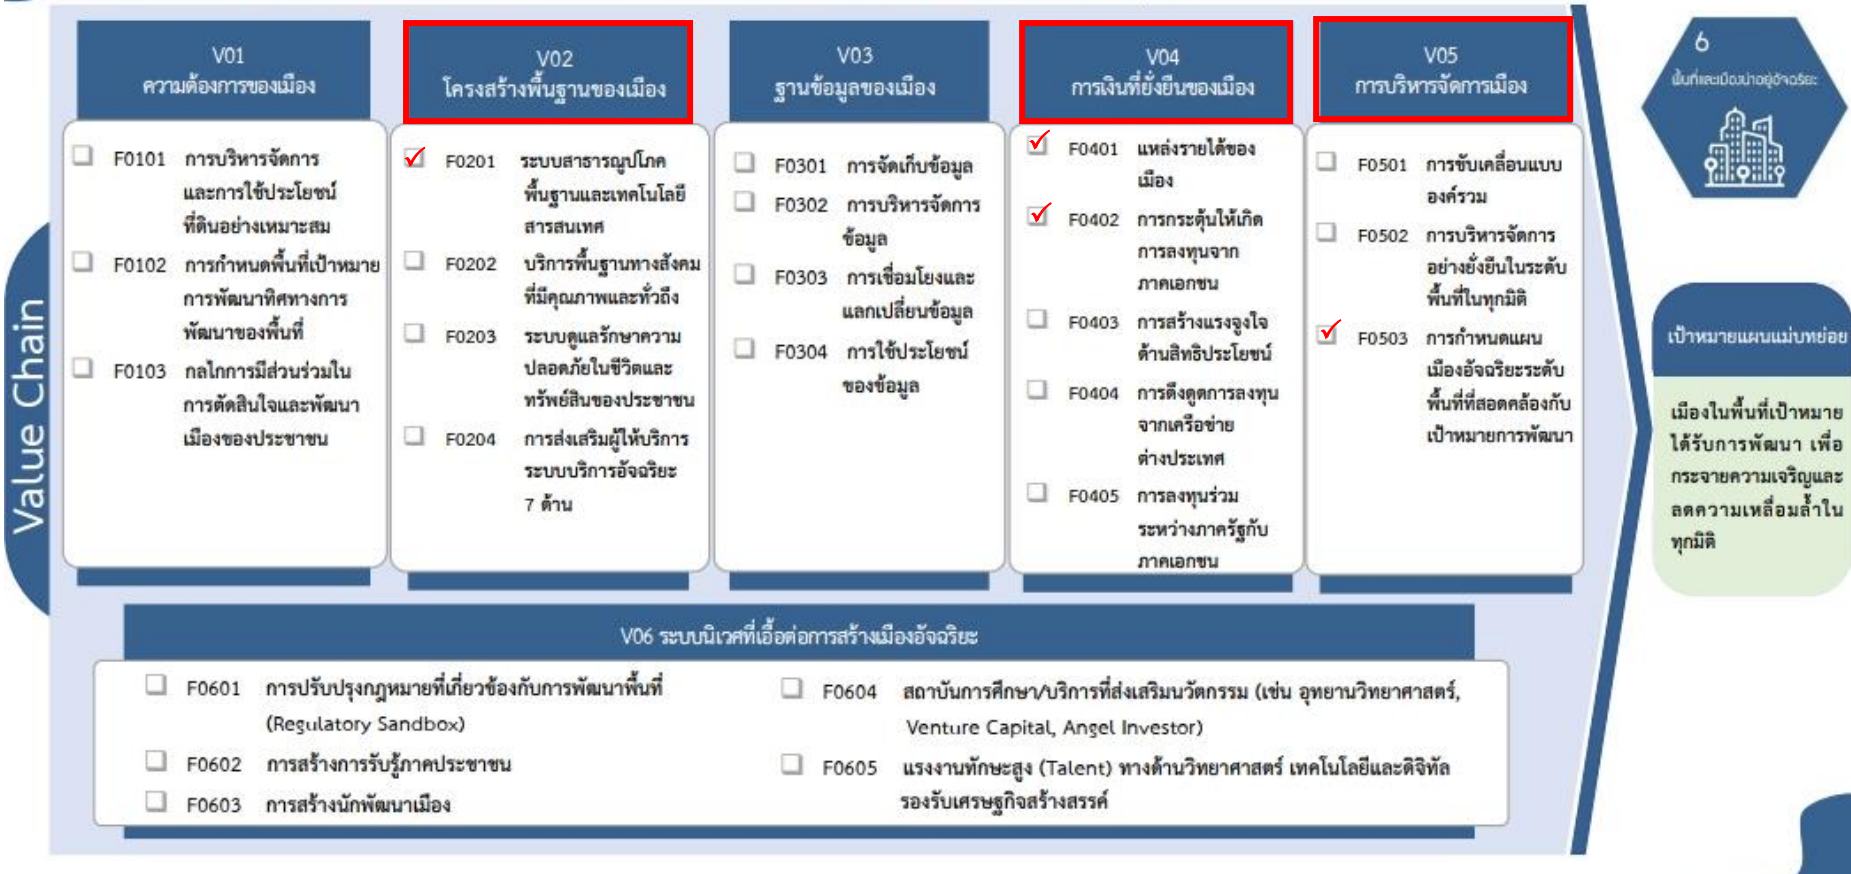 Value Chain
V01
ความต้องการของเมือง
F0101 การบริหารจัดการ
และการใช้ประโยชน์
ที่ดินอย่างเหมาะสม
F0102 การกำหนดพื้นที่เป้าหมาย
การพัฒนาทิศทางการ
พัฒนาของพื้นที่
F0103 กลไกการมีส่วนร่วมใน
การตัดสินใจและพัฒนา
เมืองของประชาชน
V02
โครงสร้างพื้นฐานของเมือง
F0201 ระบบสาธารณูปโภค
พื้นฐานและเทคโนโลยี
สารสนเทศ
F0202 บริการพื้นฐานทางสังคม
ที่มีคุณภาพและทั่วถึง
F0203 ระบบดูแลรักษาความ
ปลอดภัยในชีวิตและ
ทรัพย์สินของประชาชน
F0204 การส่งเสริมผู้ให้บริการ
ระบบบริการอัจฉริยะ
7 ด้าน
V03
ฐานข้อมูลของเมือง
F0301 การจัดเก็บข้อมูล
F0302 การบริหารจัดการ
ข้อมูล
F0303 การเชื่อมโยงและ
แลกเปลี่ยนข้อมูล
F0304 การใช้ประโยชน์
ของข้อมูล
V04
การเงินที่ยั่งยืนของเมือง
F0401 แหล่งรายได้ของ
เมือง
F0402 การกระตุ้นให้เกิด
การลงทุนจาก
ภาคเอกชน
F0403 การสร้างแรงจูงใจ
ด้านสิทธิประโยชน์
F0404 การดึงดูดการลงทุน
จากเครือข่าย
ต่างประเทศ
F0405 การลงทุนร่วม
ระหว่างภาครัฐกับ
ภาคเอกชน
V05
การบริหารจัดการเมือง
F0501 การขับเคลื่อนแบบ
องค์รวม
F0502 การบริหารจัดการ
อย่างยั่งยืนในระดับ
พื้นที่ในทุกมิติ
F0503 การกำหนดแผน
เมืองอัจฉริยะระดับ
พื้นที่ที่สอดคล้องกับ
เป้าหมายการพัฒนา
V06 ระบบนิเวศที่เอื้อต่อการสร้างเมืองอัจฉริยะ
F0601 การปรับปรุงกฎหมายที่เกี่ยวข้องกับการพัฒนาพื้นที่
(Regulatory Sandbox)
F0602 การสร้างการรับรู้ภาคประชาชน
F0603 การสร้างนักพัฒนาเมือง
F0604 สถาบันการศึกษา/บริการที่ส่งเสริมนวัตกรรม (เช่น อุทยานวิทยาศาสตร์,
Venture Capital, Angel Investor)
F0605 แรงงานทักษะสูง (Talent) ทางด้านวิทยาศาสตร์ เทคโนโลยีและดิจิทัล
รองรับเศรษฐกิจสร้างสรรค์
6
พื้นที่และเมืองน่าอยู่อัจฉริยะ
เป้าหมายแผนแม่บทย่อย
เมืองในพื้นที่เป้าหมาย
ได้รับการพัฒนา เพื่อ
กระจายความเจริญและ
ลดความเหลื่อมล้ำใน
ทุกมิติ